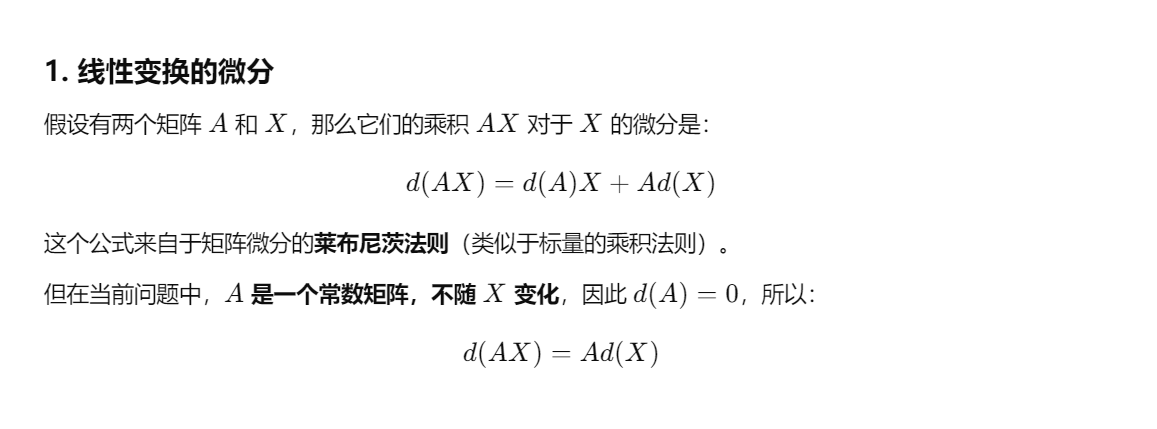 1. 线性变换的微分
假设有两个矩阵 A 和 X，那么它们的乘积 AX 对于 X 的微分是：
d(AX) = d(A)X + Ad(X)
这个公式来自于矩阵微分的莱布尼茨法则（类似于标量的乘积法则）。
但在当前问题中，A 是一个常数矩阵，不随 X 变化，因此 d(A) = 0，所以：
d(AX) = Ad(X)